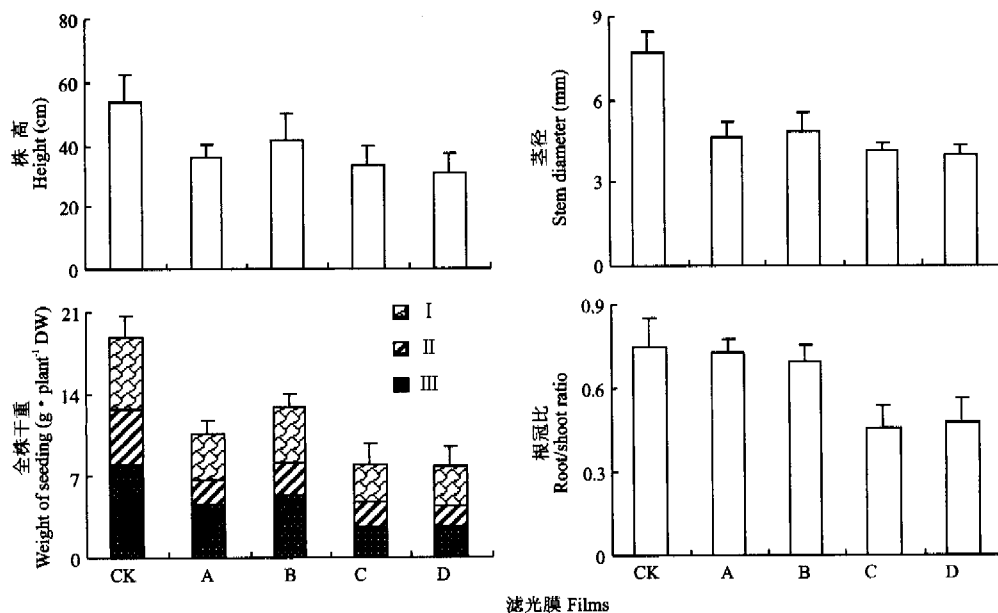 株 高
Height (cm)
80
60
40
20
0
茎径
Stem diameter (mm)
9
6
3
0
全株干重
Weight of seeding (g • plant⁻¹ DW)
21
14
7
0
I
II
III
CK A B C D
根冠比
Root/shoot ratio
0.9
0.6
0.3
0
CK A B C D
滤光膜 Films